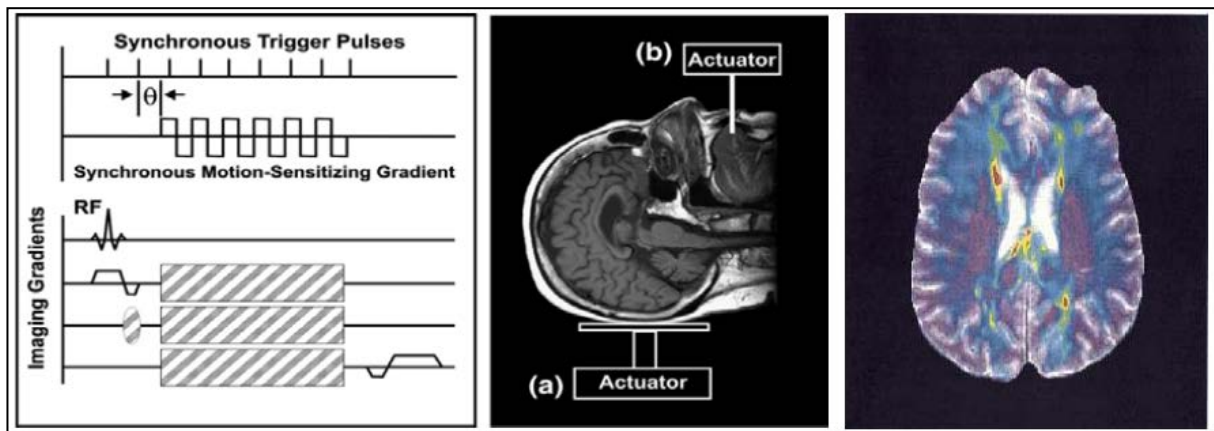 Synchronous Trigger Pulses
θ
Synchronous Motion-Sensitizing Gradient
RF
Imaging Gradients
(b)
Actuator
(a)
Actuator